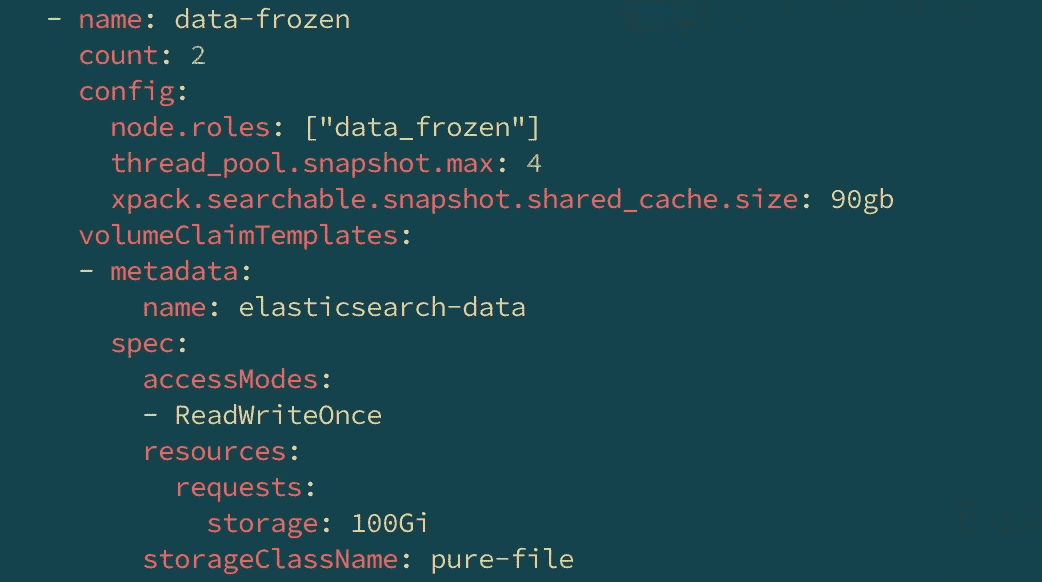 - name: data-frozen
  count: 2
  config:
    node.roles: ["data_frozen"]
    thread_pool.snapshot.max: 4
    xpack.searchable.snapshot.shared_cache.size: 90gb
  volumeClaimTemplates:
  - metadata:
      name: elasticsearch-data
    spec:
      accessModes:
      - ReadWriteOnce
      resources:
        requests:
          storage: 100Gi
      storageClassName: pure-file